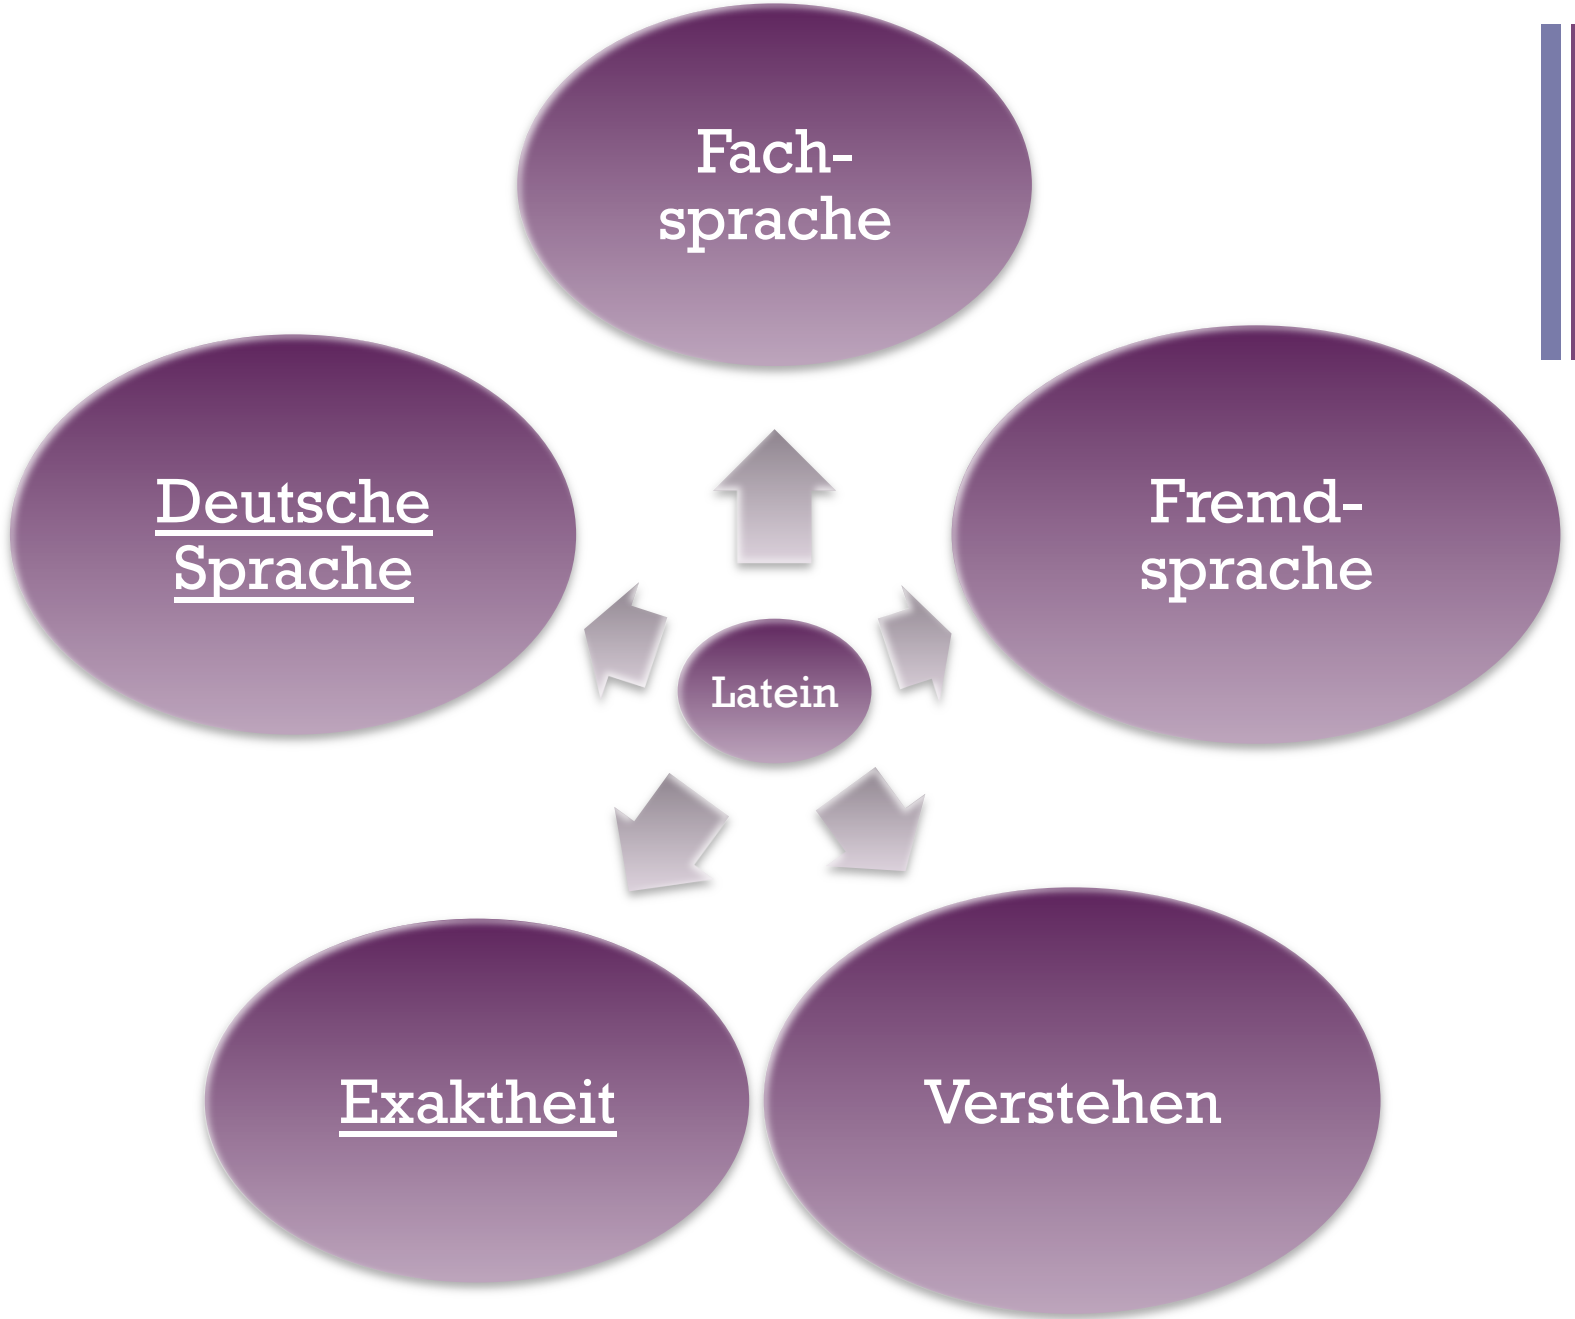 Fach-
sprache
Deutsche
Sprache
Fremd-
sprache
Latein
Exaktheit
Verstehen